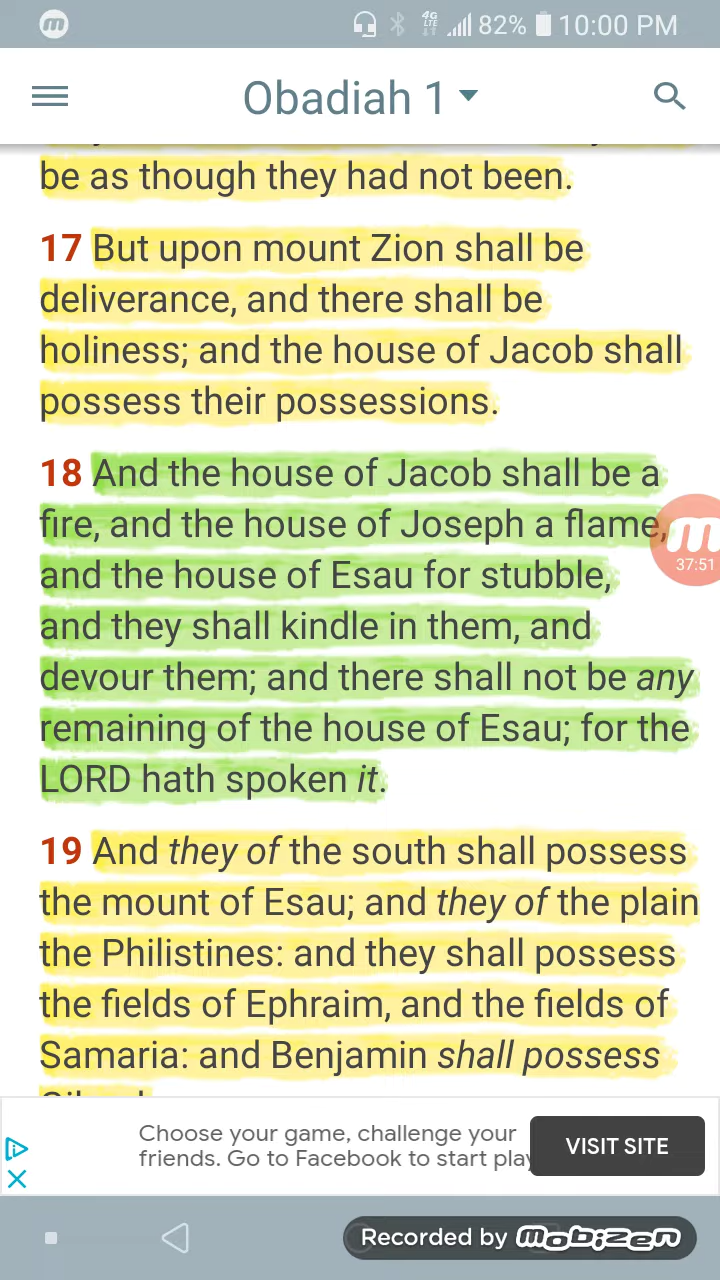 82% 10:00 PM
Obadiah 1
be as though they had not been.
17 But upon mount Zion shall be
deliverance, and there shall be
holiness; and the house of Jacob shall
possess their possessions.
18 And the house of Jacob shall be a
fire, and the house of Joseph a flame,
and the house of Esau for stubble,
and they shall kindle in them, and
devour them; and there shall not be any
remaining of the house of Esau; for the
LORD hath spoken it.
19 And they of the south shall possess
the mount of Esau; and they of the plain
the Philistines: and they shall possess
the fields of Ephraim, and the fields of
Samaria: and Benjamin shall possess
m
37:51
Choose your game, challenge your
friends. Go to Facebook to start
VISIT SITE
Recorded by mobizen